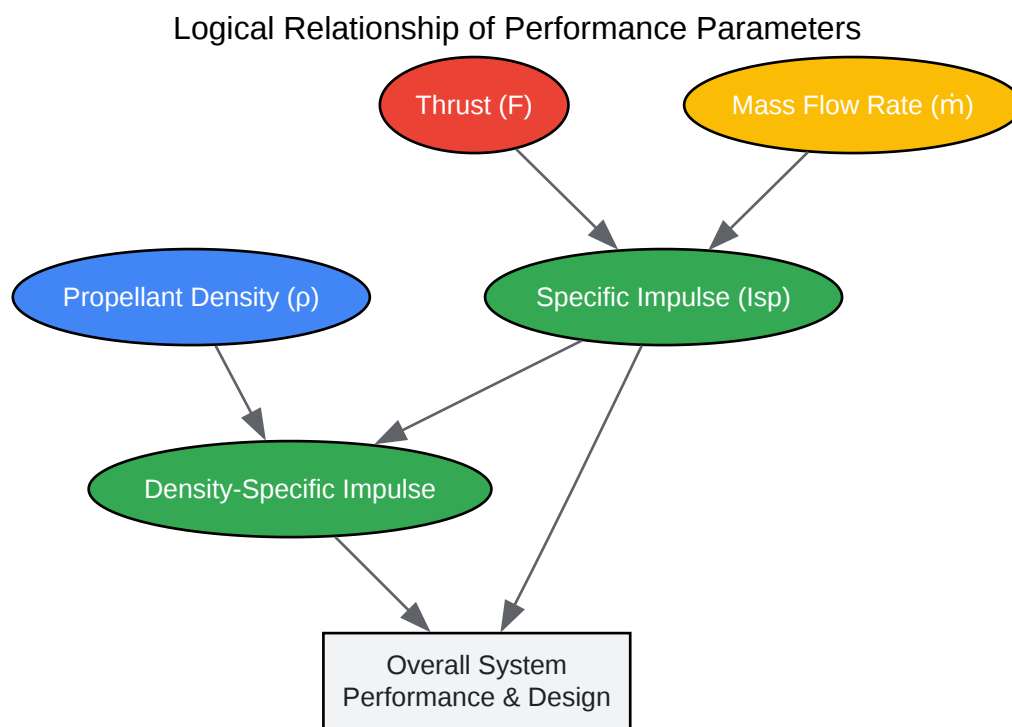 Logical Relationship of Performance Parameters
Thrust (F)
Mass Flow Rate (ṁ)
Propellant Density (ρ)
Specific Impulse (Isp)
Density-Specific Impulse
Overall System
Performance & Design